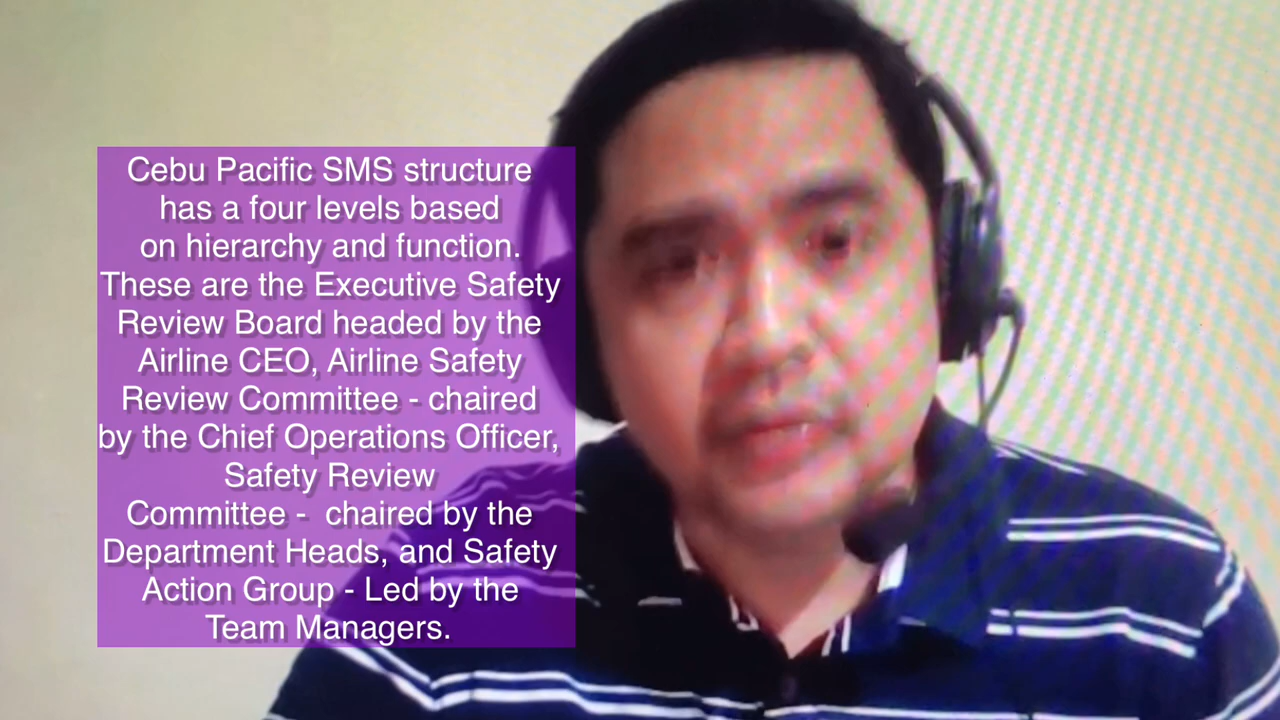 Cebu Pacific SMS structure
has a four levels based
on hierarchy and function.
These are the Executive Safety
Review Board headed by the
Airline CEO, Airline Safety
Review Committee - chaired
by the Chief Operations Officer,
Safety Review
Committee -  chaired by the
Department Heads, and Safety
Action Group - Led by the
Team Managers.